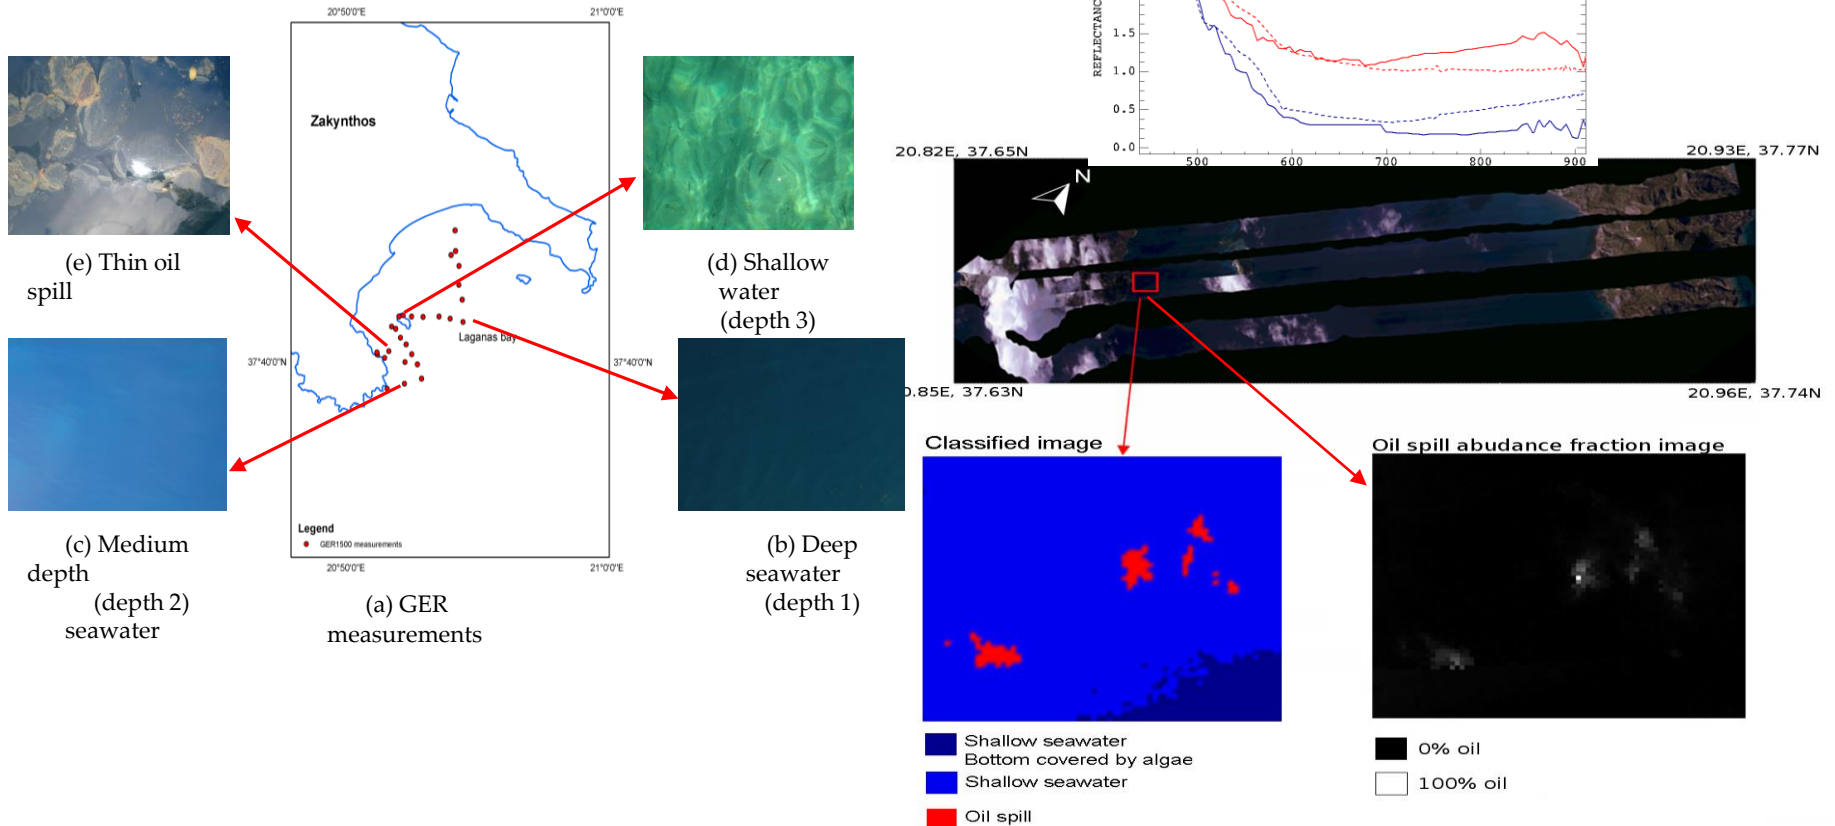 20°50'0"E
21°0'0"E
Zakynthos
Laganas bay
37°40'0"N
37°40'0"N
Legend
GER1500 measurements
20°50'0"E
21°0'0"E
(e) Thin oil
spill
(d) Shallow
water
(depth 3)
(c) Medium
depth
(depth 2)
seawater
(a) GER
measurements
(b) Deep
seawater
(depth 1)
REFLECTANC
1.5
1.0
0.5
0.0
500 600 700 800 900
20.82E, 37.65N
20.93E, 37.77N
N
0.85E, 37.63N
20.96E, 37.74N
Classified image
Oil spill abudance fraction image
Shallow seawater
Bottom covered by algae
Shallow seawater
Oil spill
0% oil
100% oil